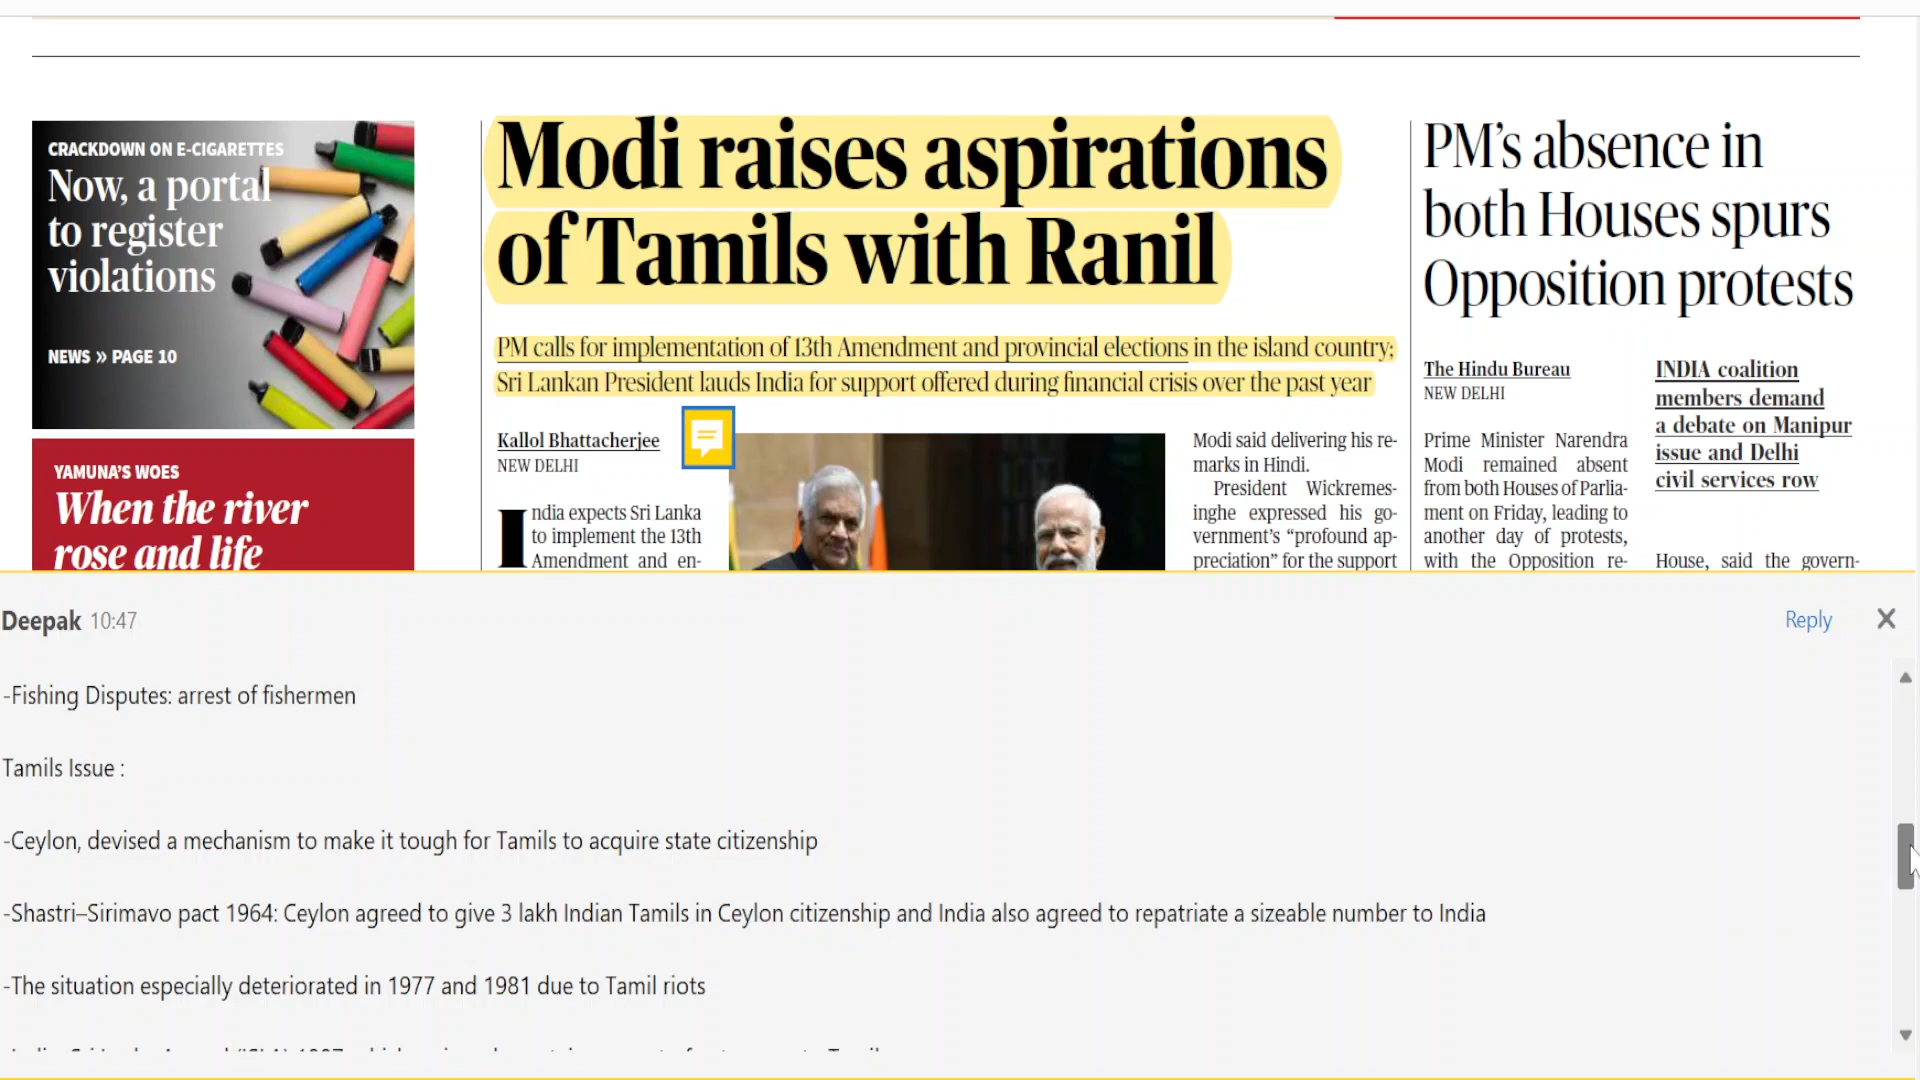 CRACKDOWN ON E-CIGARETTES
Now, a portal
to register
violations
NEWS » PAGE 10
YAMUNA'S WOES
When the river
rose and life
Modi raises aspirations
of Tamils with Ranil
PM calls for implementation of 13th Amendment and provincial elections in the island country;
Sri Lankan President lauds India for support offered during financial crisis over the past year
Kallol Bhattacherjee
NEW DELHI
India expects Sri Lanka
to implement the 13th
Amendment and en-
Modi said delivering his re-
marks in Hindi.
President Wickremes-
inghe expressed his go-
vernment's “profound ap-
preciation” for the support
PM's absence in
both Houses spurs
Opposition protests
The Hindu Bureau
NEW DELHI
Prime Minister Narendra
Modi remained absent
from both Houses of Parlia-
ment on Friday, leading to
another day of protests,
with the Opposition re-
INDIA coalition
members demand
a debate on Manipur
issue and Delhi
civil services row
House, said the govern-
Deepak 10:47
Reply
-Fishing Disputes: arrest of fishermen
Tamils Issue :
-Ceylon, devised a mechanism to make it tough for Tamils to acquire state citizenship
-Shastri–Sirimavo pact 1964: Ceylon agreed to give 3 lakh Indian Tamils in Ceylon citizenship and India also agreed to repatriate a sizeable number to India
-The situation especially deteriorated in 1977 and 1981 due to Tamil riots